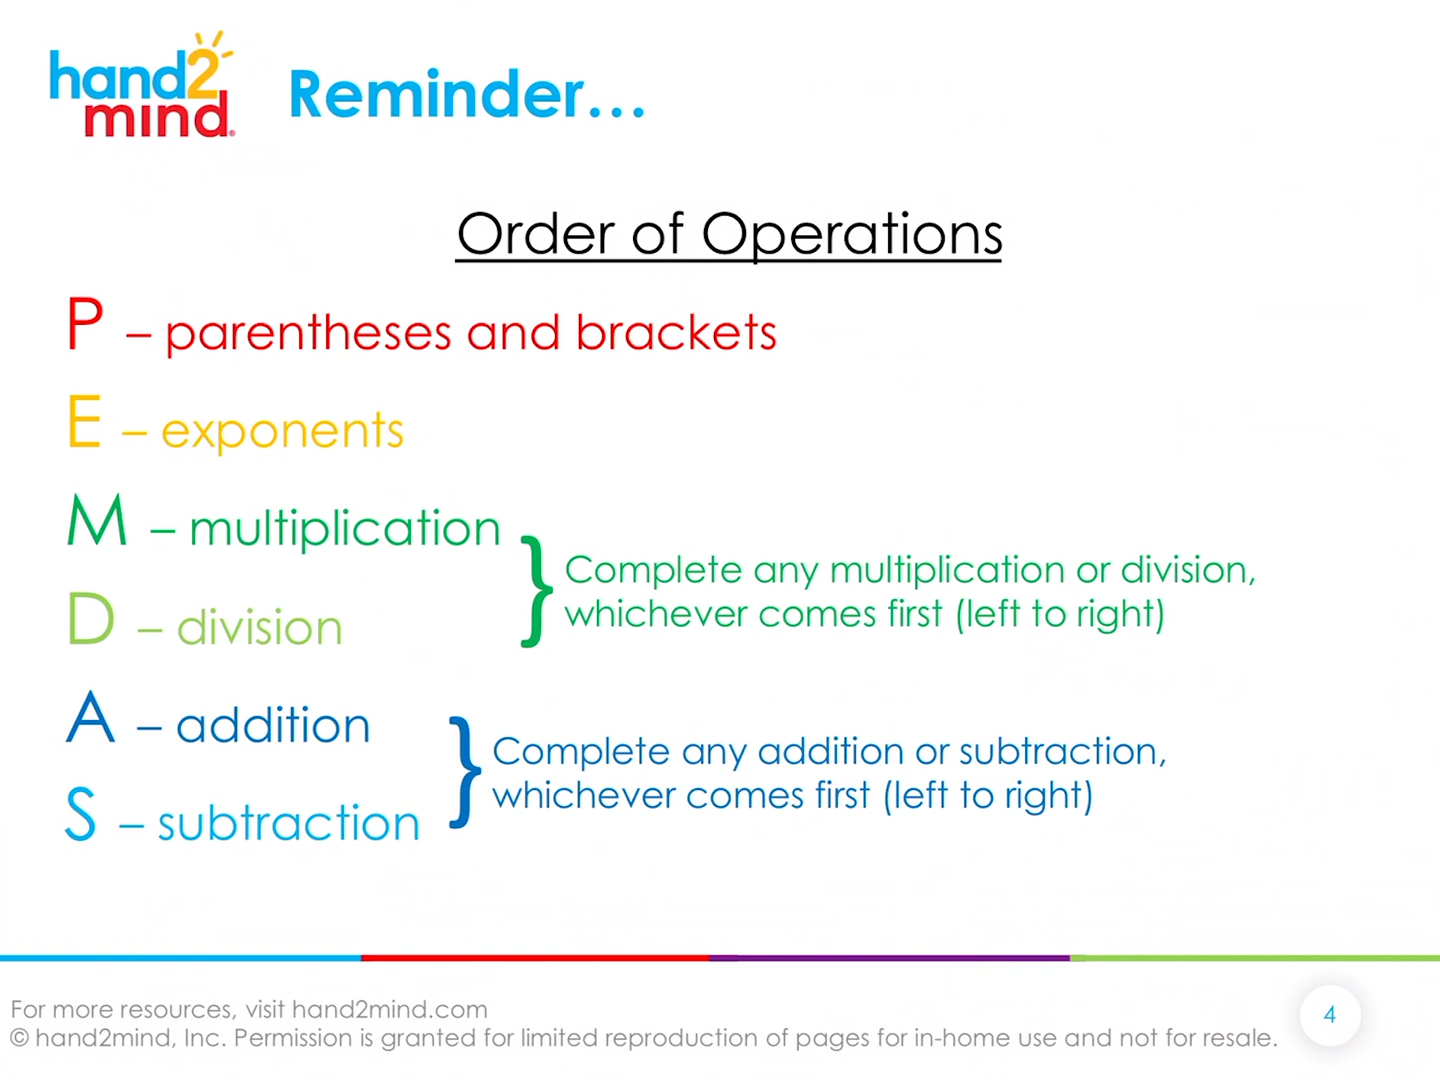 hand2
mind®
Reminder...
Order of Operations
P – parentheses and brackets
E – exponents
M – multiplication
D – division
Complete any multiplication or division,
whichever comes first (left to right)
A – addition
S – subtraction
Complete any addition or subtraction,
whichever comes first (left to right)
For more resources, visit hand2mind.com
© hand2mind, Inc. Permission is granted for limited reproduction of pages for in-home use and not for resale.
4